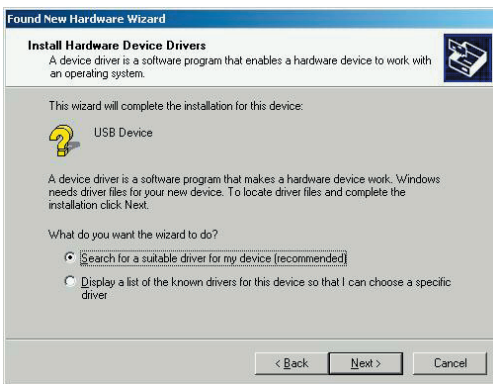 Found New Hardware Wizard
Install Hardware Device Drivers
A device driver is a software program that enables a hardware device to work with
an operating system.
This wizard will complete the installation for this device:
USB Device
A device driver is a software program that makes a hardware device work. Windows
needs driver files for your new device. To locate driver files and complete the
installation click Next.
What do you want the wizard to do?
Search for a suitable driver for my device (recommended)
Display a list of the known drivers for this device so that I can choose a specific
driver
< Back
Next >
Cancel